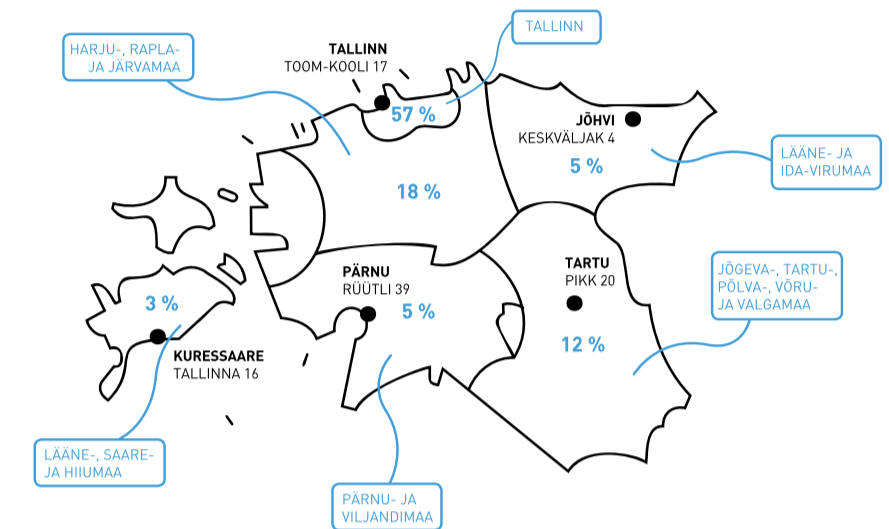 HARJU-, RAPLA-
JA JÄRVAMAA
TALLINN
TOOM-KOOLI 17
TALLINN
57 %
JÕHVI
KESKVÄLJAK 4
5 %
LÄÄNE- JA
IDA-VIRUMAA
18 %
PÄRNU
RÜÜTLI 39
5 %
TARTU
PIKK 20
12 %
JÕGEVA-, TARTU-,
PÕLVA-, VÕRU-
JA VALGAMAA
3 %
KURESSAARE
TALLINNA 16
LÄÄNE-, SAARE-
JA HIIUMAA
PÄRNU- JA
VILJANDIMAA